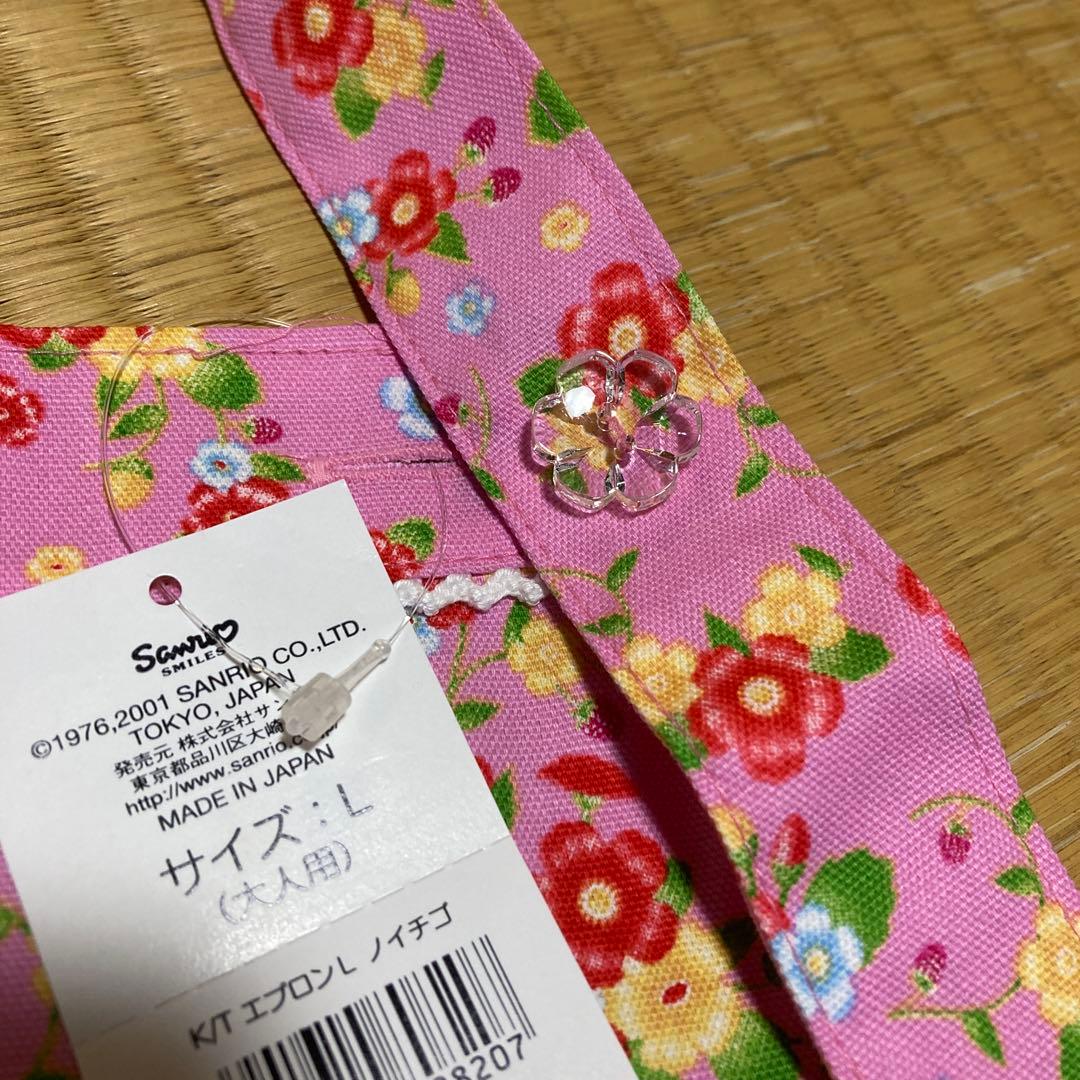 Sanrio
SMILES
©1976,2001 SANRIO CO.,LTD.
TOKYO, JAPAN
発売元 株式会社サン
東京都品川区大崎
http://www.sanrio.
MADE IN JAPAN
サイズ:L
(大人用)
K/T エプロンL ノイチゴ
8207